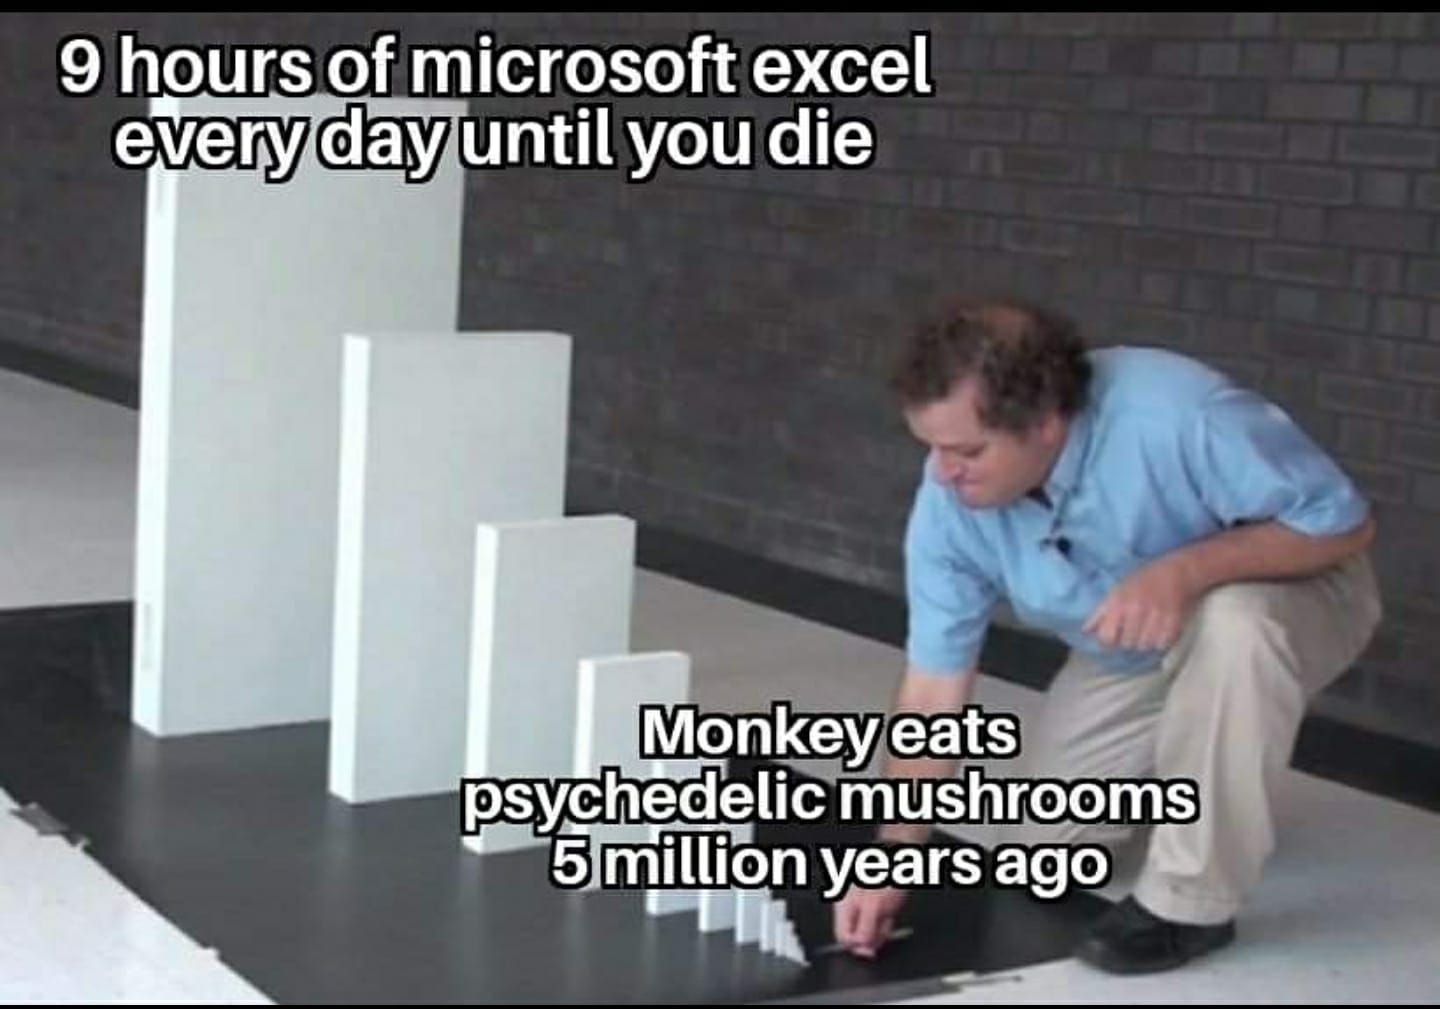 9 hours of microsoft excel
every day until you die
Monkey eats
psychedelic mushrooms
5 million years ago